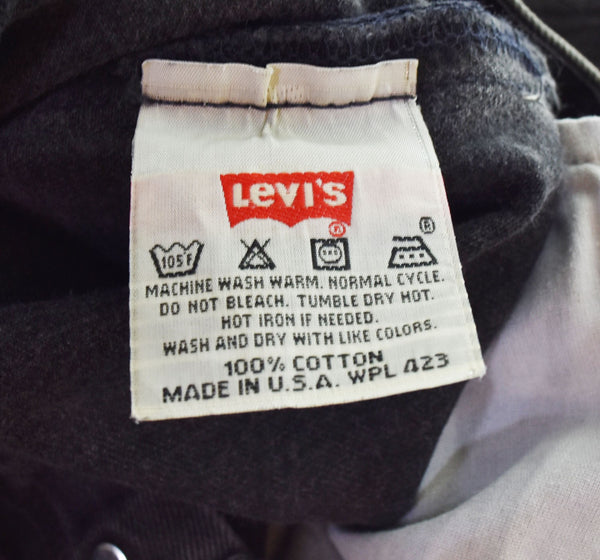 Levi's
®
105°F
®
MACHINE WASH WARM. NORMAL CYCLE.
DO NOT BLEACH. TUMBLE DRY HOT.
HOT IRON IF NEEDED.
WASH AND DRY WITH LIKE COLORS.
100% COTTON
MADE IN U.S.A. WPL 423